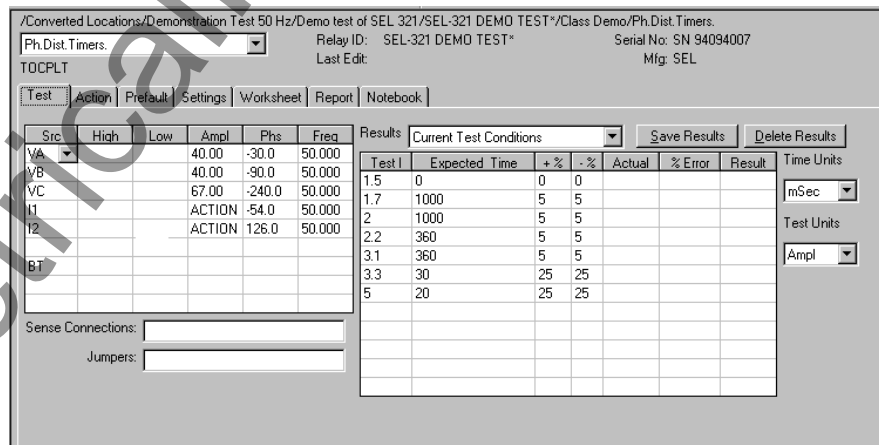 /Converted Locations/Demonstration Test 50 Hz/Demo test of SEL 321/SEL-321 DEMO TEST*/Class Demo/Ph.Dist.Timers.
Ph.Dist.Timers.
Relay ID: SEL-321 DEMO TEST*
Serial No: SN 94094007
Last Edit:
Mfg: SEL
TOCPLT
Test Action Prefault Settings Worksheet Report Notebook
Src High Low Ampl Phs Freq
VA 40.00 -30.0 50.000
VB 40.00 -90.0 50.000
VC 67.00 -240.0 50.000
I1 ACTION -54.0 50.000
I2 ACTION 126.0 50.000
BT
Sense Connections:
Jumpers:
Results Current Test Conditions Save Results Delete Results
Test I Expected Time + % - % Actual % Error Result
1.5 0 0 0
1.7 1000 5 5
2 1000 5 5
2.2 360 5 5
3.1 360 5 5
3.3 30 25 25
5 20 25 25
Time Units
mSec
Test Units
Ampl